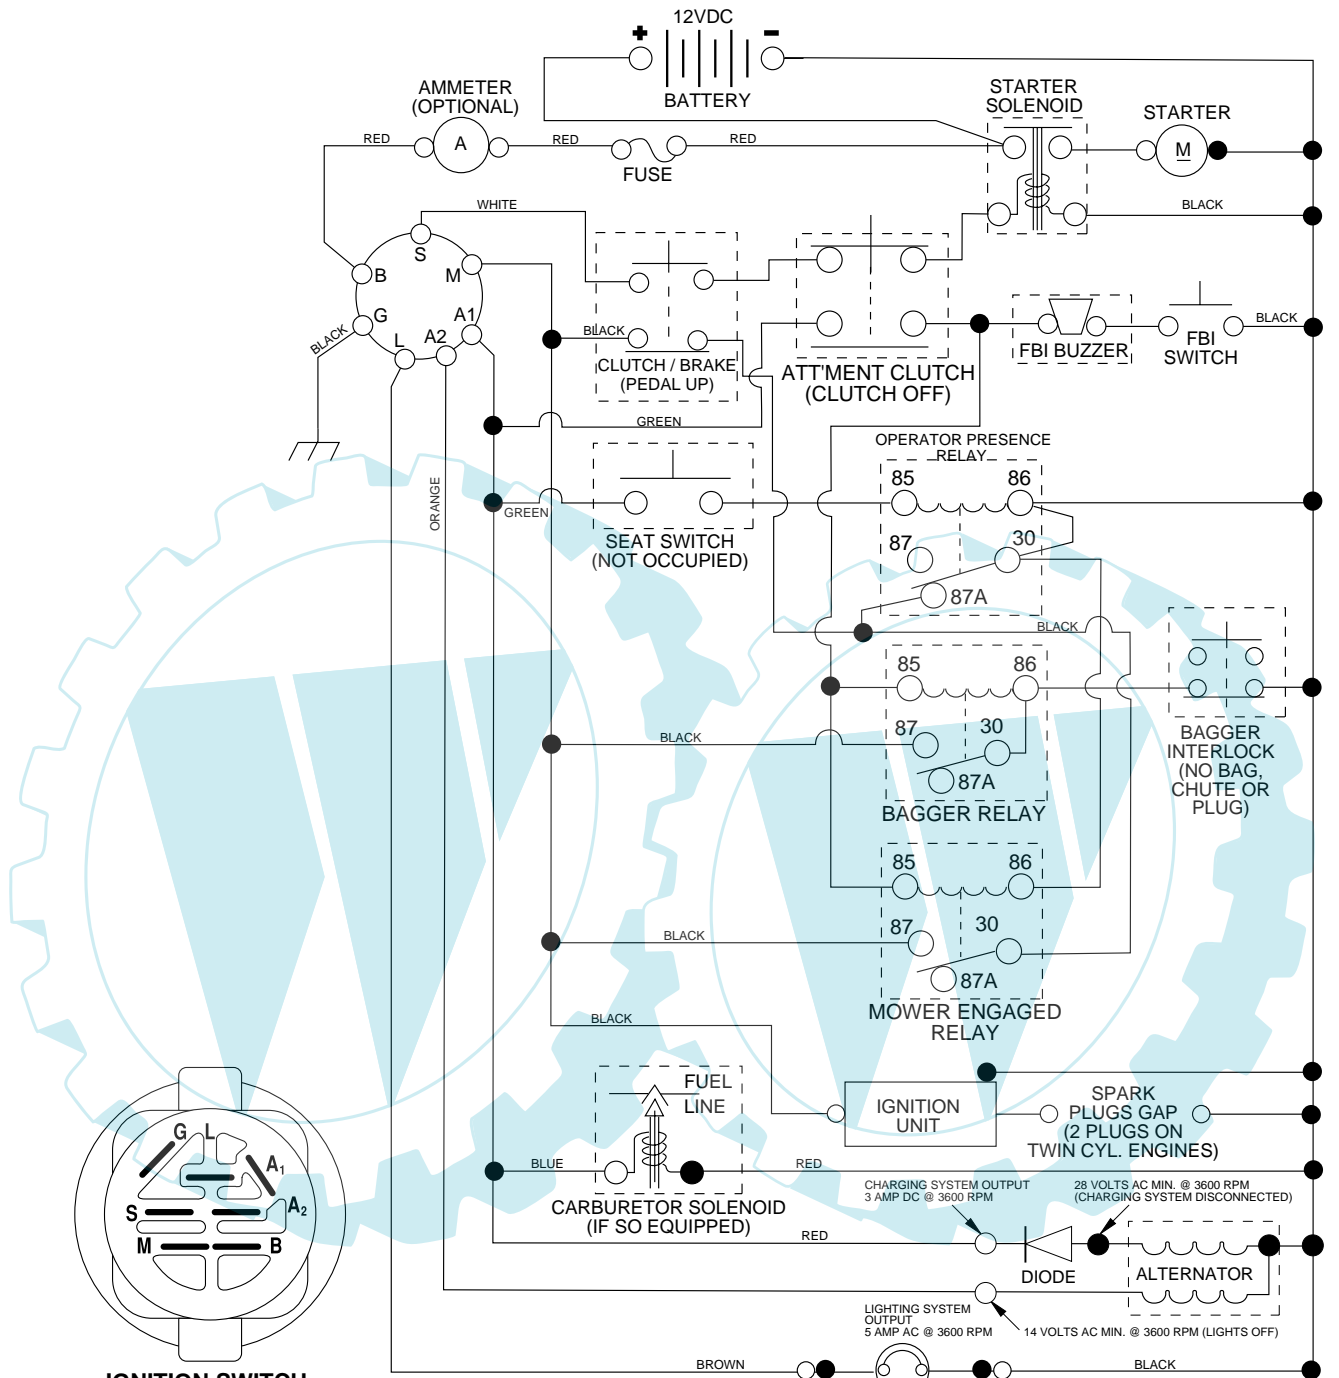 12VDC
+
-
BATTERY
AMMETER
(OPTIONAL)
STARTER
SOLENOID
STARTER
RED
A
RED
FUSE
RED
M
WHITE
BLACK
S
B
M
G
A1
L
A2
BLACK
BLACK
CLUTCH / BRAKE
(PEDAL UP)
ATT'MENT CLUTCH
(CLUTCH OFF)
FBI BUZZER
FBI
SWITCH
BLACK
GREEN
OPERATOR PRESENCE
RELAY
85
86
ORANGE
GREEN
SEAT SWITCH
(NOT OCCUPIED)
87
30
87A
BLACK
85
86
BLACK
87
30
87A
BAGGER RELAY
BAGGER
INTERLOCK
(NO BAG,
CHUTE OR
PLUG)
85
86
BLACK
87
30
87A
MOWER ENGAGED
RELAY
BLACK
FUEL
LINE
IGNITION
UNIT
SPARK
PLUGS GAP
(2 PLUGS ON
TWIN CYL. ENGINES)
BLUE
RED
CARBURETOR SOLENOID
(IF SO EQUIPPED)
CHARGING SYSTEM OUTPUT
3 AMP DC @ 3600 RPM
28 VOLTS AC MIN. @ 3600 RPM
(CHARGING SYSTEM DISCONNECTED)
RED
DIODE
ALTERNATOR
LIGHTING SYSTEM
OUTPUT
5 AMP AC @ 3600 RPM
14 VOLTS AC MIN. @ 3600 RPM (LIGHTS OFF)
BROWN
BLACK
G
L
A1
A2
S
M
B
IGNITION SWITCH